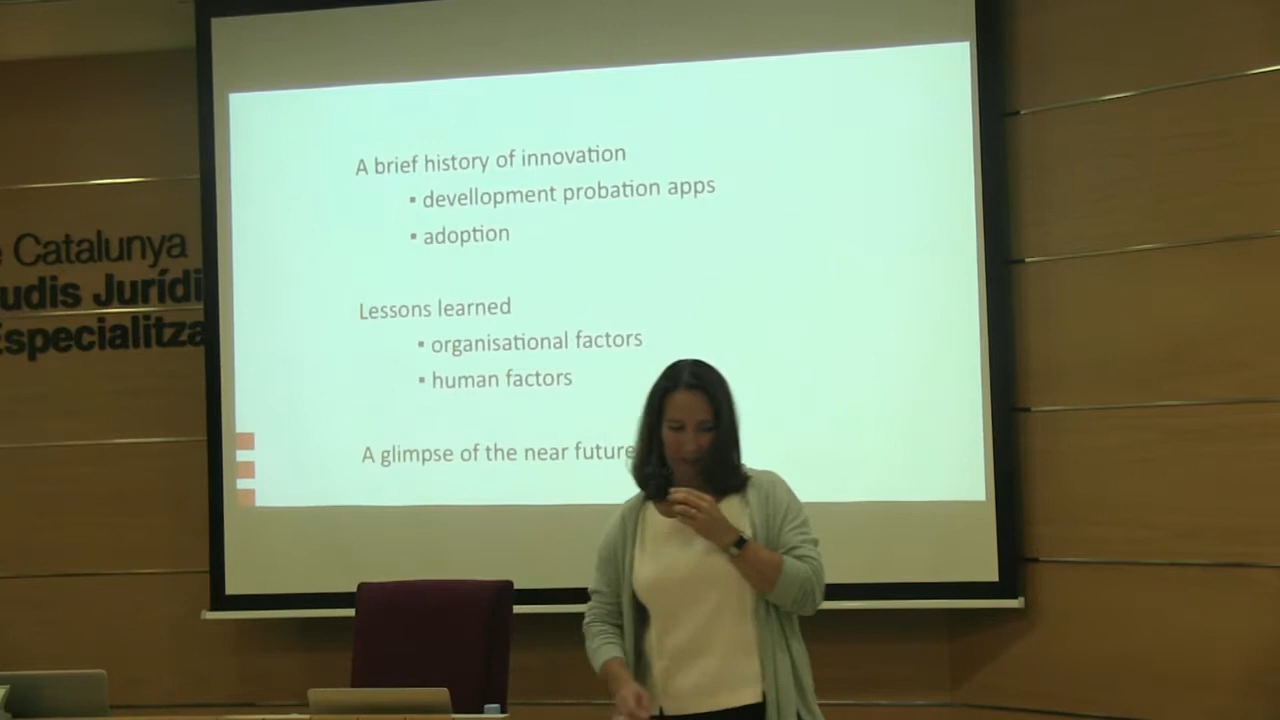 Catalunya
udis Jurídi
Especialitza
A brief history of innovation
▪ devellopment probation apps
▪ adoption
Lessons learned
▪ organisational factors
▪ human factors
A glimpse of the near future